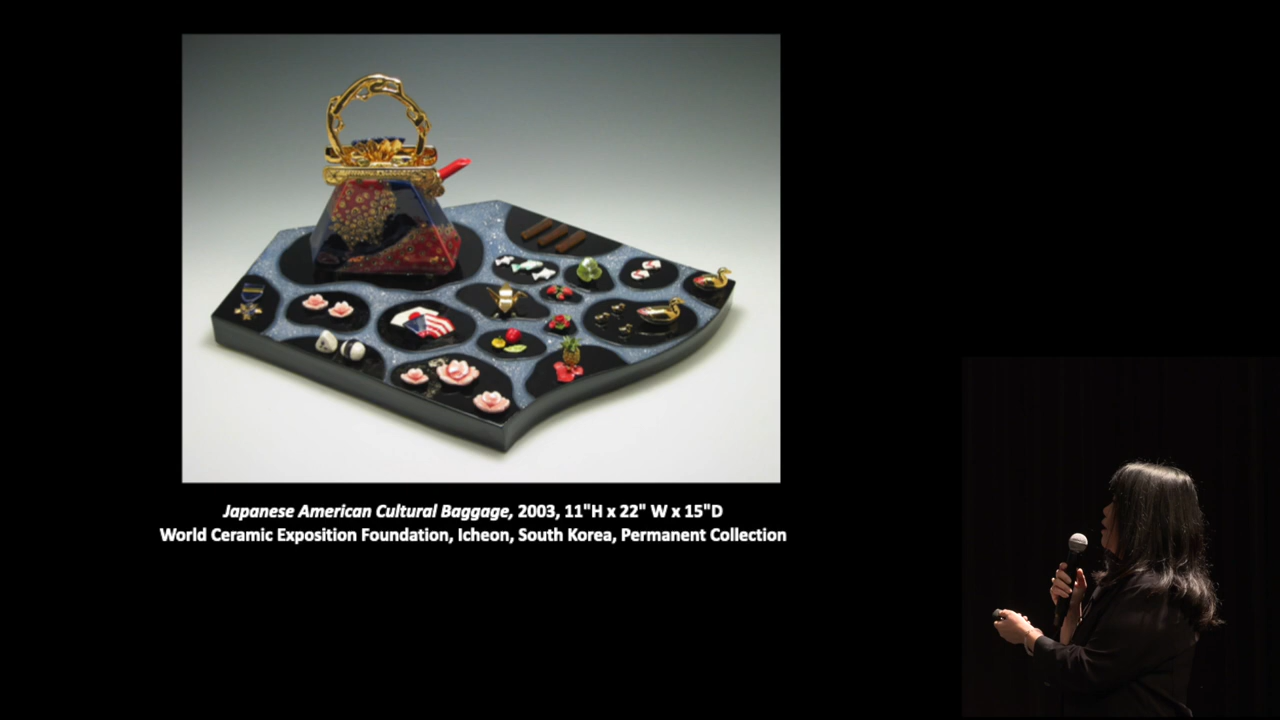 Japanese American Cultural Baggage, 2003, 11"H x 22" W x 15"D
World Ceramic Exposition Foundation, Icheon, South Korea, Permanent Collection